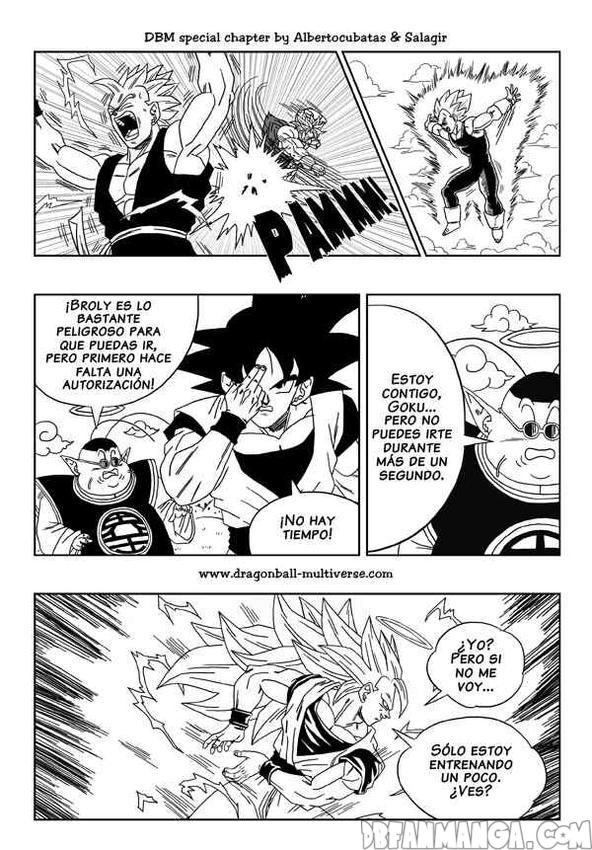 DBM special chapter by Albertocubatas & Salagir
PAMMM!
¡BROLY ES LO
BASTANTE
PELIGROSO PARA
QUE PUEDAS IR,
PERO PRIMERO HACE
FALTA UNA
AUTORIZACIÓN!
¡NO HAY
TIEMPO!
ESTOY
CONTIGO,
GOKU...
PERO NO
PUEDES IRTE
DURANTE
MÁS DE UN
SEGUNDO.
www.dragonball-multiverse.com
¿YO?
PERO SI
NO ME
VOY...
SÓLO ESTOY
ENTRENANDO
UN POCO.
¿VES?
DBFANMANGA.COM